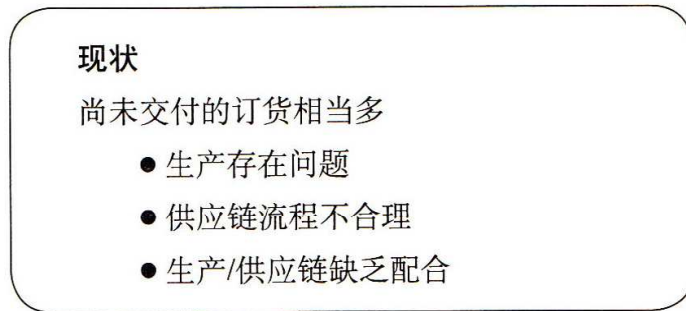 现状
尚未交付的订货相当多
● 生产存在问题
● 供应链流程不合理
● 生产/供应链缺乏配合